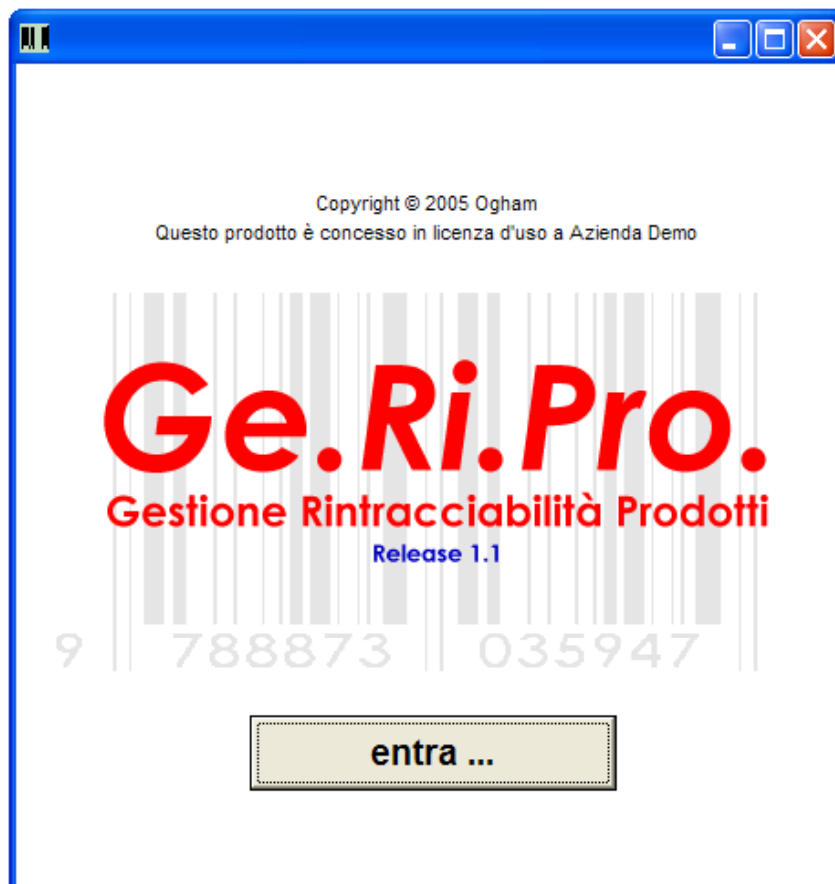 Copyright © 2005 Ogham
Questo prodotto è concesso in licenza d'uso a Azienda Demo
Ge.Ri.Pro.
Gestione Rintracciabilità Prodotti
Release 1.1
9 788873 035947
entra ...